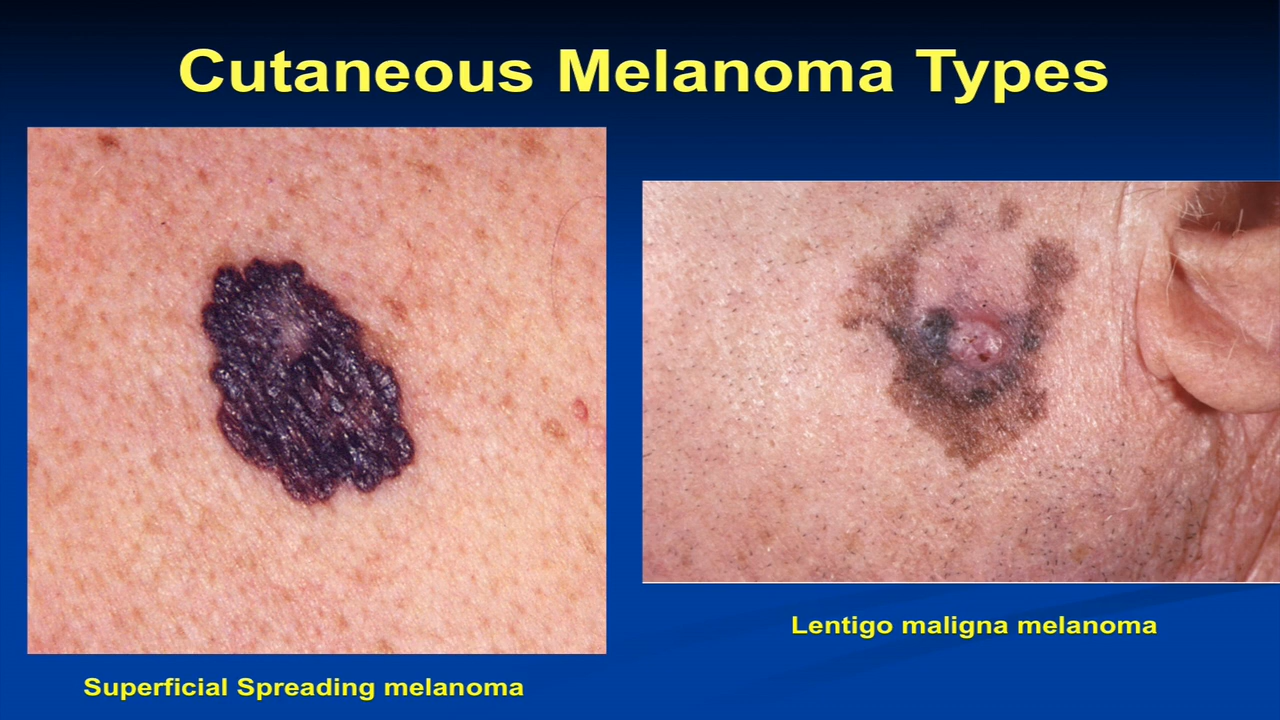 Cutaneous Melanoma Types
Lentigo maligna melanoma
Superficial Spreading melanoma